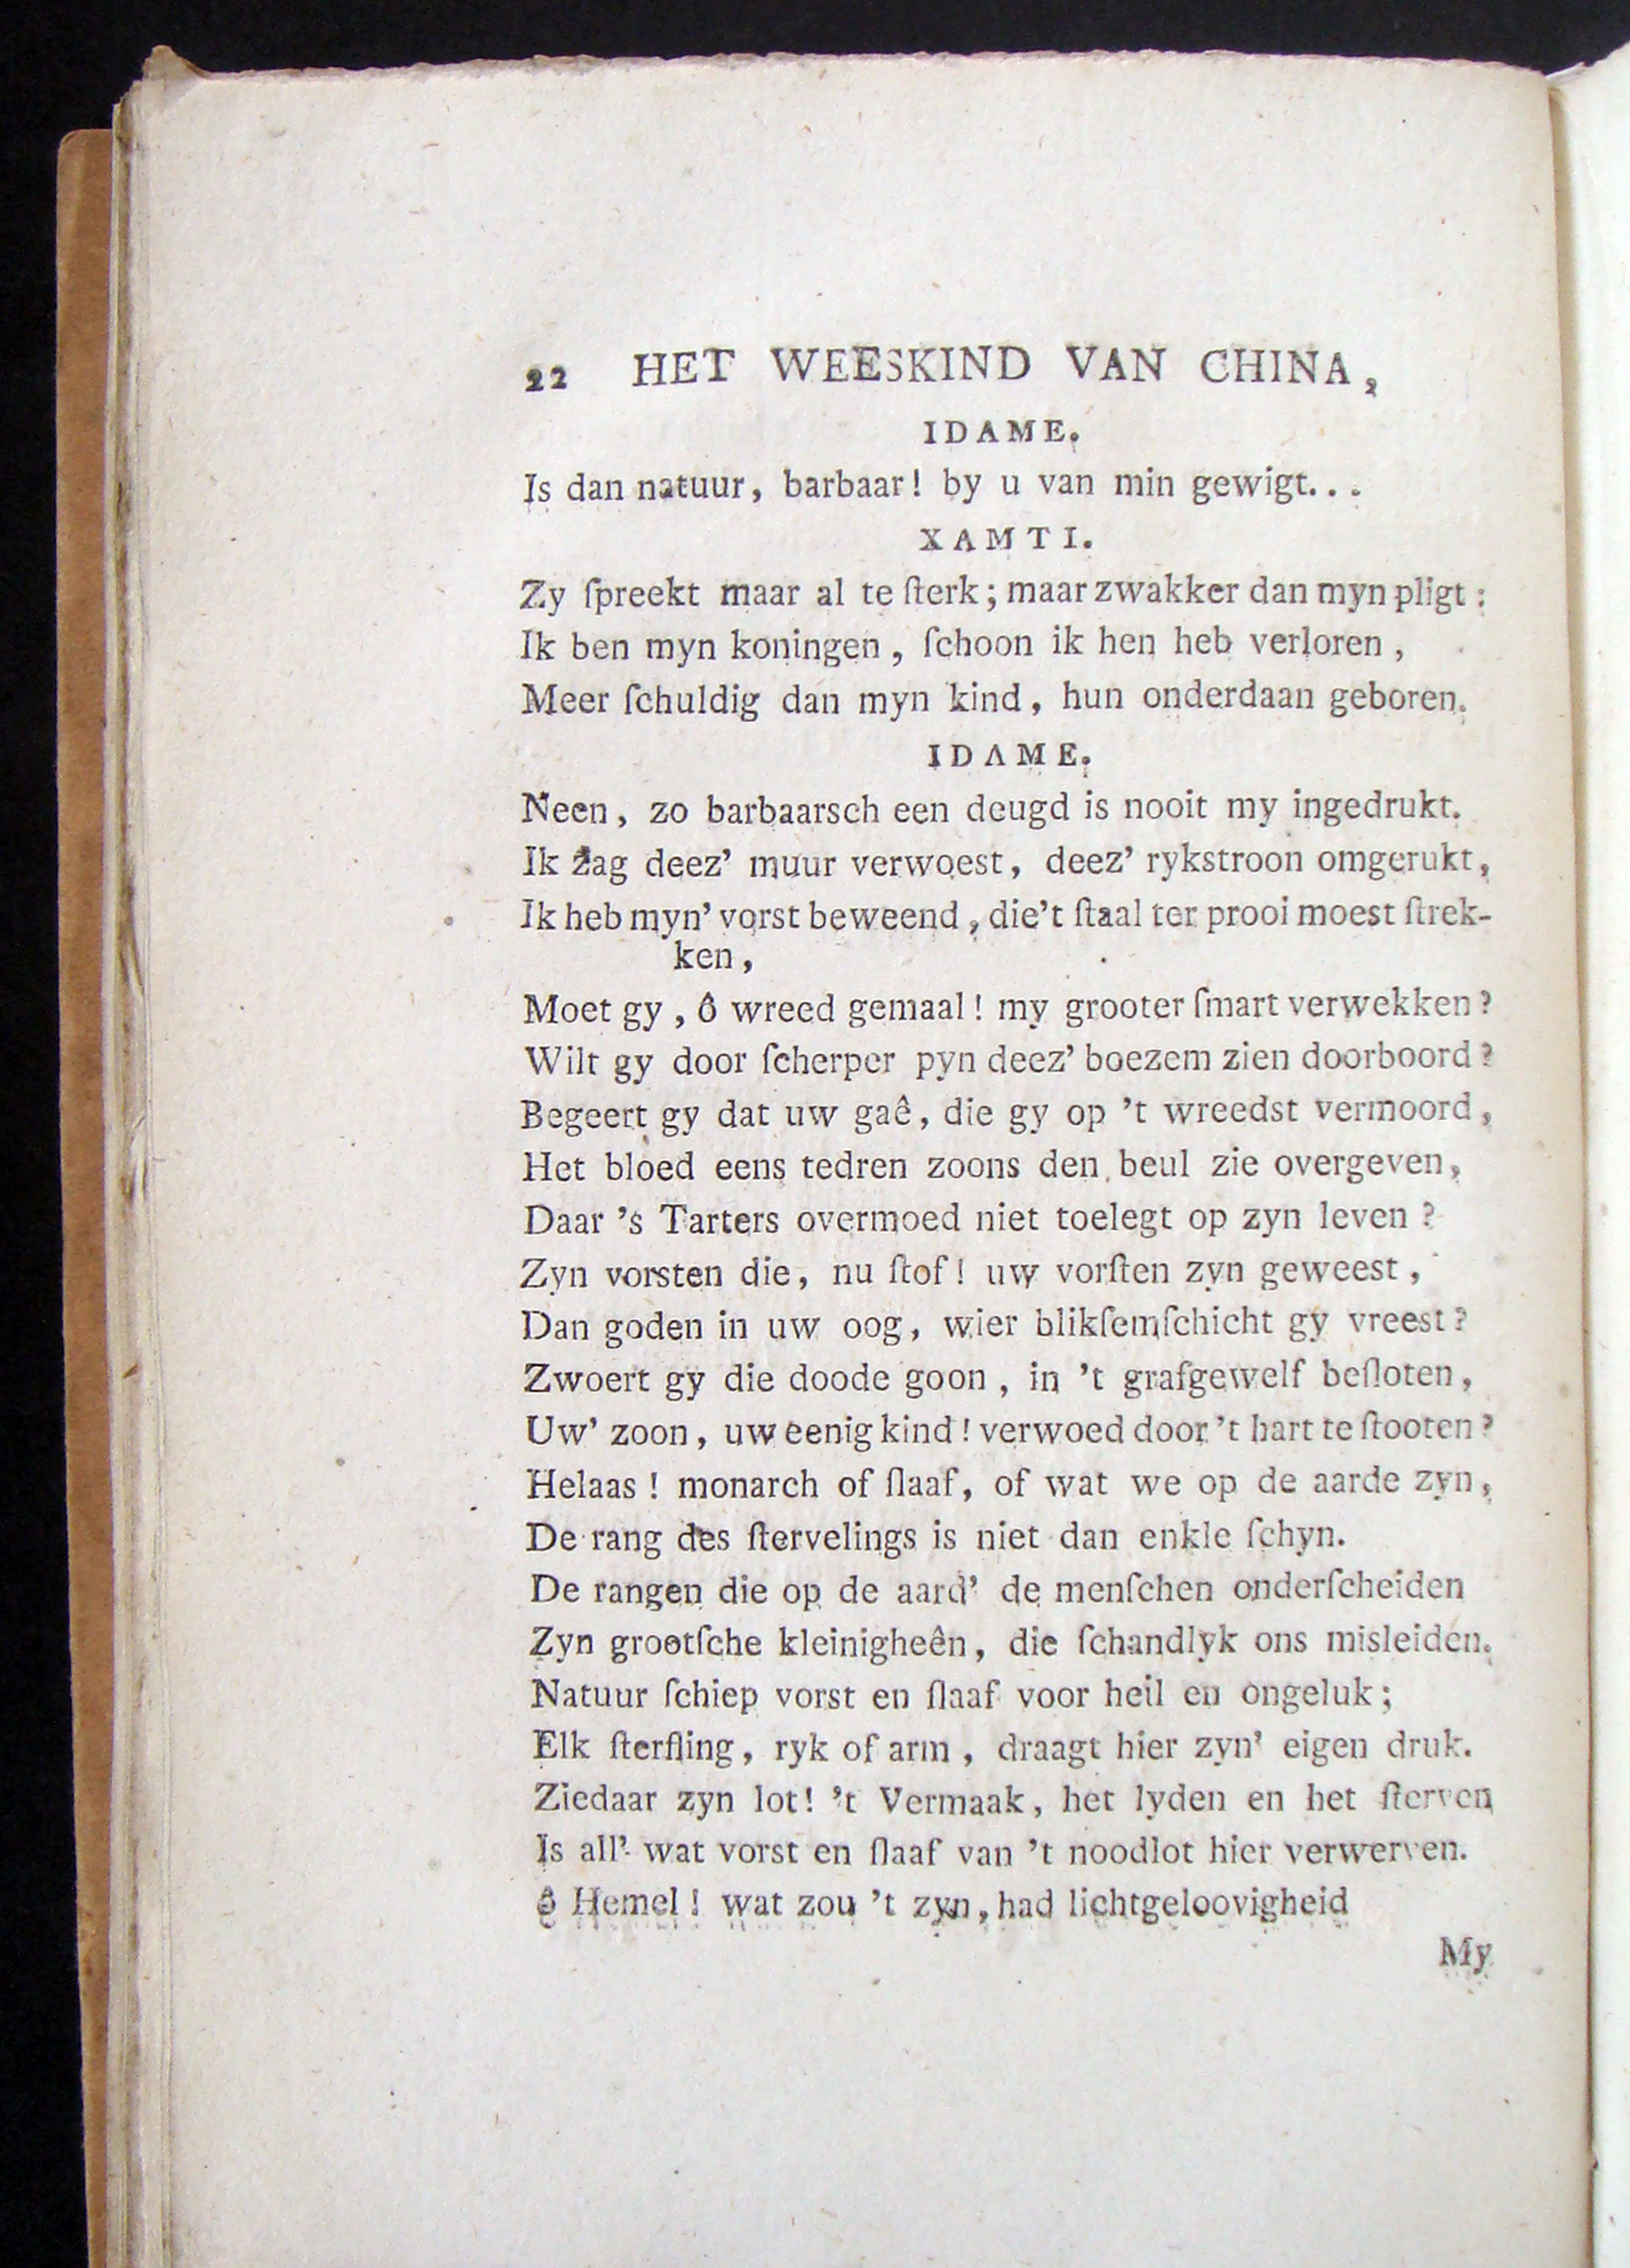 22 HET WEESKIND VAN CHINA,
IDAME.
Is dan natuur, barbaar! by u van min gewigt...
XAMTI.
Zy ſpreekt maar al te ſterk; maar zwakker dan myn pligt:
Ik ben myn koningen, ſchoon ik hen heb verloren,
Meer ſchuldig dan myn kind, hun onderdaan geboren.
IDAME.
Neen, zo barbaarsch een deugd is nooit my ingedrukt.
Ik zag deez' muur verwoest, deez' rykstroon omgerukt,
Ik heb myn' vorst beweend, die't ſtaal ter prooi moest ſtrek-
ken,
Moet gy, ô wreed gemaal! my grooter ſmart verwekken?
Wilt gy door ſcherper pyn deez' boezem zien doorboord?
Begeert gy dat uw gaê, die gy op 't wreedst vermoord,
Het bloed eens tedren zoons den beul zie overgeven,
Daar 's Tarters overmoed niet toelegt op zyn leven?
Zyn vorsten die, nu ſtof! uw vorſten zyn geweest,
Dan goden in uw oog, wier blikſemſchicht gy vreest?
Zwoert gy die doode goon, in 't grafgewelf beſloten,
Uw' zoon, uw eenig kind! verwoed door 't hart te ſtooten?
Helaas! monarch of ſlaaf, of wat we op de aarde zyn,
De rang des ſtervelings is niet dan enkle ſchyn.
De rangen die op de aard' de menſchen onderſcheiden
Zyn grootſche kleinigheên, die ſchandlyk ons misleiden.
Natuur ſchiep vorst en ſlaaf voor heil en ongeluk;
Elk ſterfling, ryk of arm, draagt hier zyn' eigen druk.
Ziedaar zyn lot! 't Vermaak, het lyden en het ſterven
Is all' wat vorst en ſlaaf van 't noodlot hier verwerven.
ô Hemel! wat zou 't zyn, had lichtgeloovigheid
My